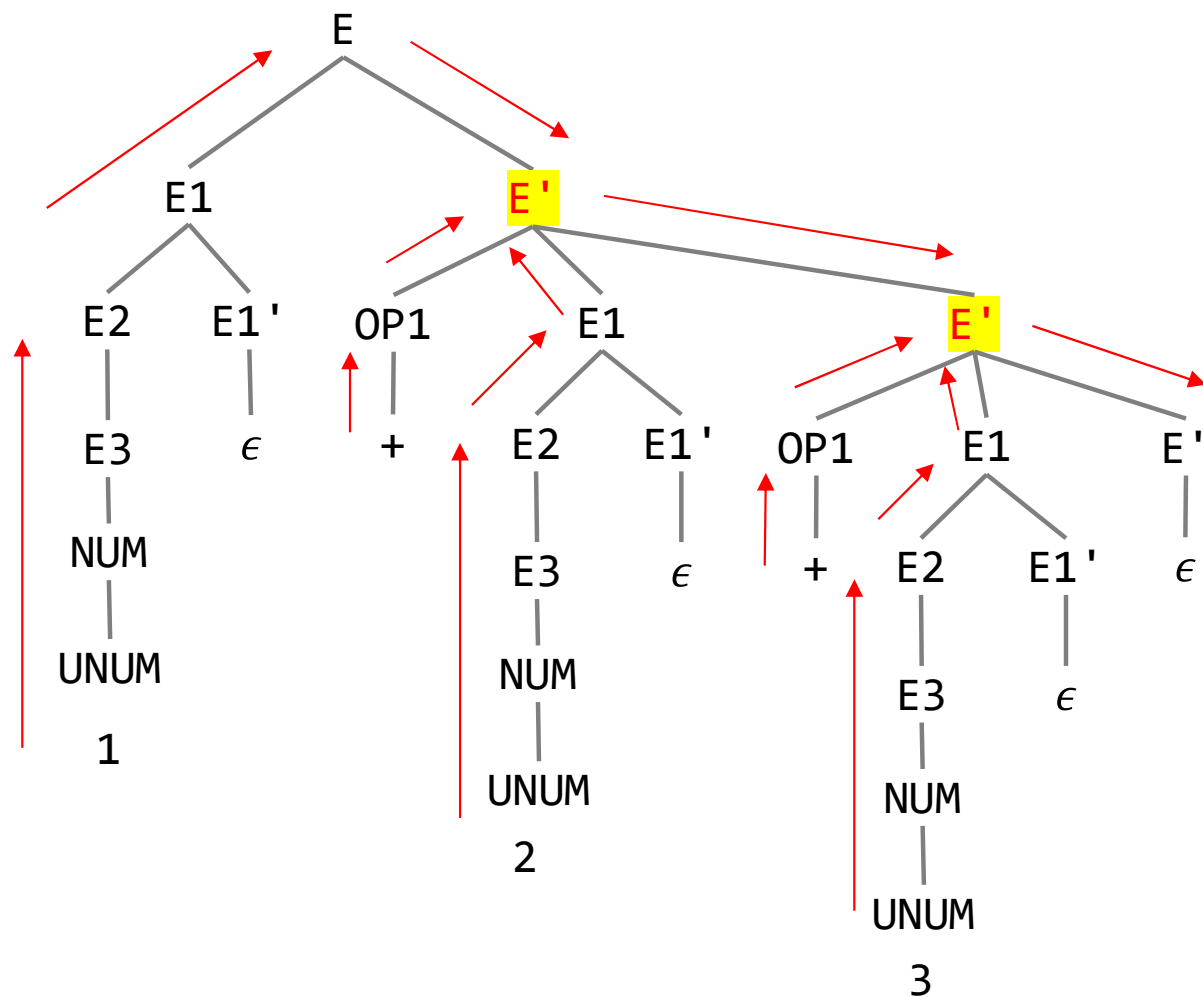 E
E1 E'
E2 E1' OP1 E1 E'
E3 ϵ + E2 E1' OP1 E1 E'
NUM E3 ϵ + E2 E1' ϵ
UNUM NUM E3 ϵ
1 UNUM NUM
2 UNUM
3